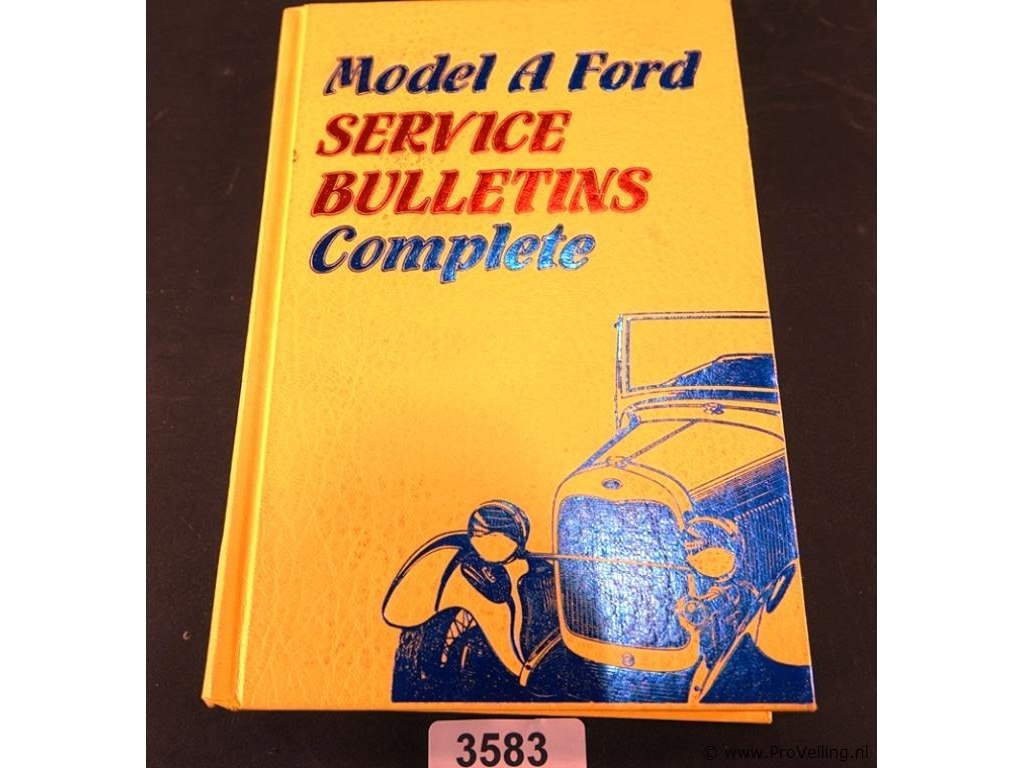 Model A Ford
SERVICE
BULLETINS
Complete
3583
© www.ProVeiling.nl